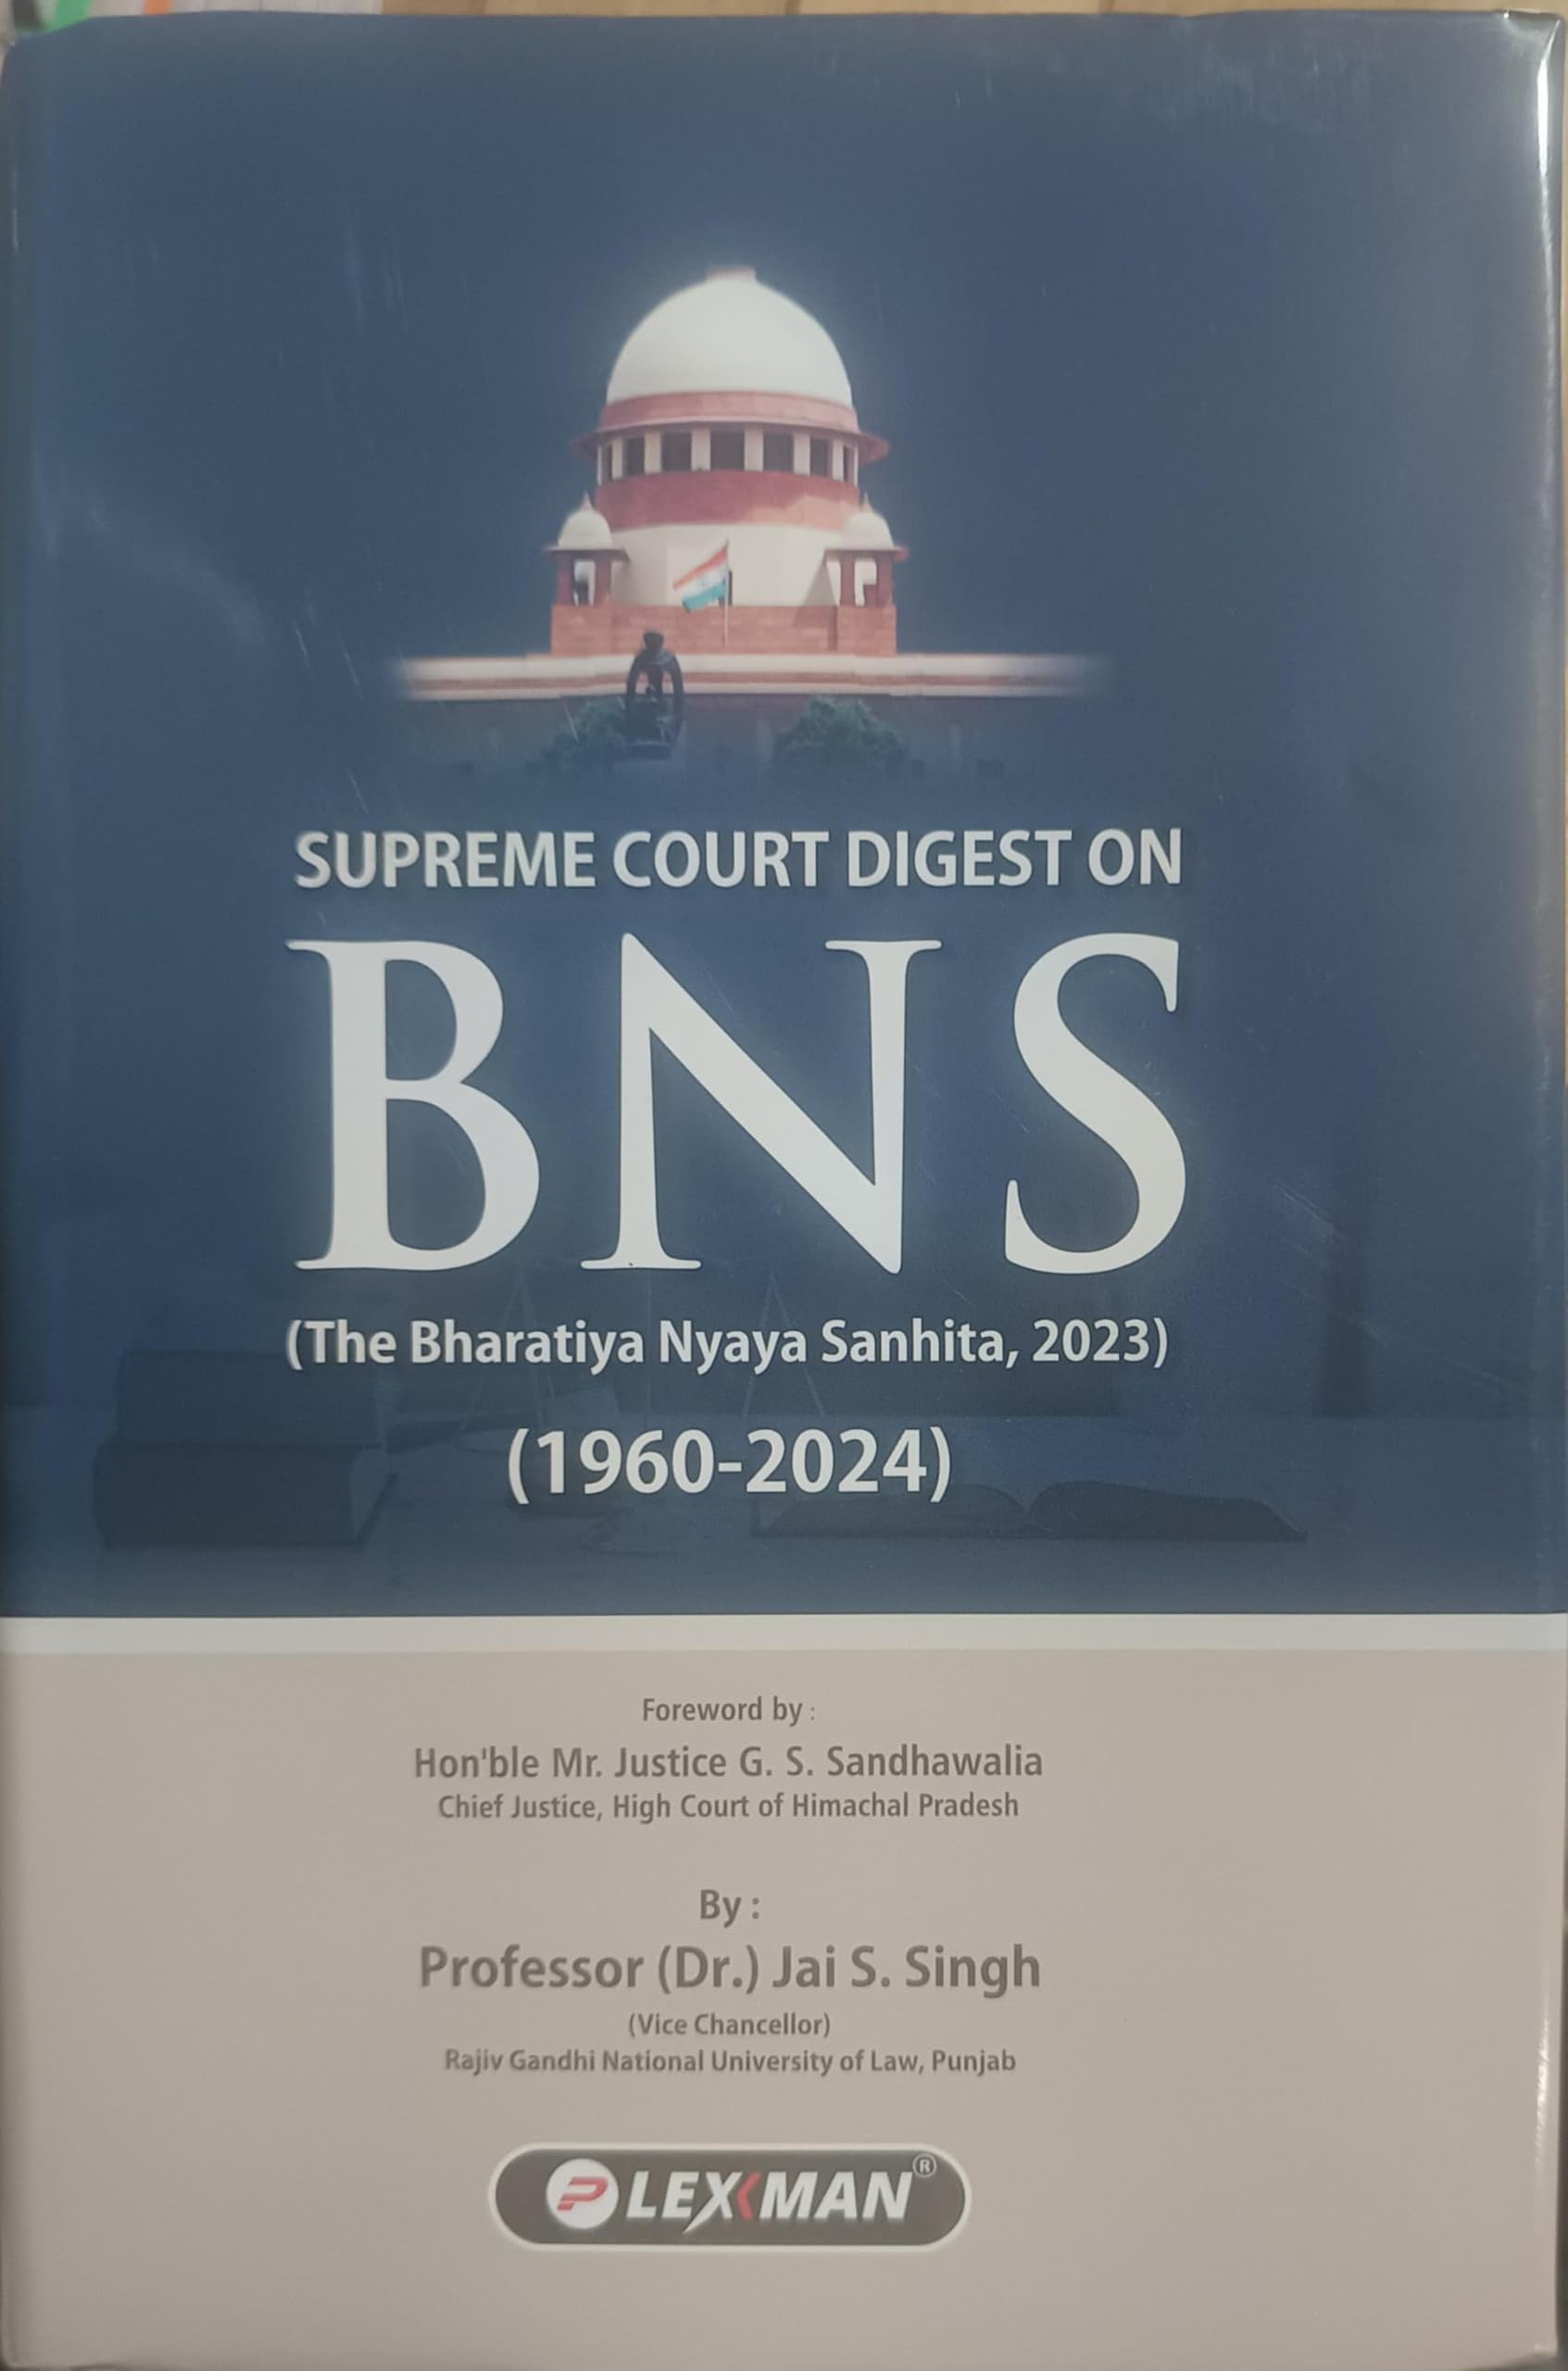 SUPREME COURT DIGEST ON
BNS
(The Bharatiya Nyaya Sanhita, 2023)
(1960-2024)
Foreword by :
Hon'ble Mr. Justice G. S. Sandhawalia
Chief Justice, High Court of Himachal Pradesh
By :
Professor (Dr.) Jai S. Singh
(Vice Chancellor)
Rajiv Gandhi National University of Law, Punjab
P LEXMAN®